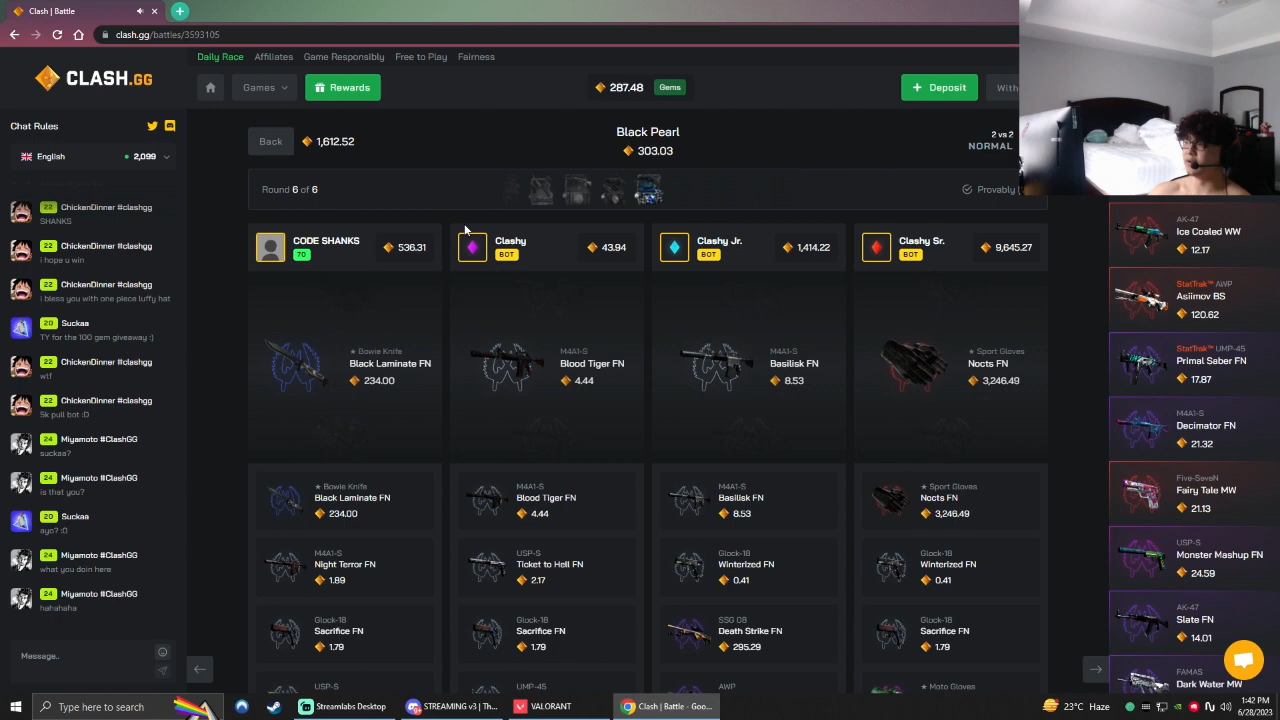 Clash | Battle
clash.gg/battles/3593105
CLASH.GG
Daily Race
Affiliates
Game Responsibly
Free to Play
Fairness
Games
Rewards
287.48
Gems
Deposit
With
Chat Rules
English
2,099
22 ChickenDinner #clashgg
SHANKS
22 ChickenDinner #clashgg
i hope u win
22 ChickenDinner #clashgg
i bless you with one piece luffy hat
20 Suckaa
TY for the 100 gem giveaway :)
22 ChickenDinner #clashgg
wtf
22 ChickenDinner #clashgg
Sk pull bot :D
24 Miyamoto #ClashGG
suckaa?
24 Miyamoto #ClashGG
is that you?
20 Suckaa
ayo? :O
24 Miyamoto #ClashGG
what you doin here
24 Miyamoto #ClashGG
hahahaha
Message..
Back
1,612.52
Black Pearl
303.03
2 vs 2
NORMAL
Round 6 of 6
Provably
CODE SHANKS
70
536.31
Clashy
BOT
43.94
Clashy Jr.
BOT
1,414.22
Clashy Sr.
BOT
9,645.27
★ Bowie Knife
Black Laminate FN
234.00
M4A1-S
Blood Tiger FN
4.44
M4A1-S
Basilisk FN
8.53
★ Sport Gloves
Nocts FN
3,246.49
★ Bowie Knife
Black Laminate FN
234.00
M4A1-S
Blood Tiger FN
4.44
M4A1-S
Basilisk FN
8.53
★ Sport Gloves
Nocts FN
3,246.49
M4A1-S
Night Terror FN
1.89
USP-S
Ticket to Hell FN
2.17
Glock-18
Winterized FN
0.41
Glock-18
Winterized FN
0.41
Glock-18
Sacrifice FN
1.79
Glock-18
Sacrifice FN
1.79
SSG 08
Death Strike FN
295.29
Glock-18
Sacrifice FN
1.79
USP-S
UMP-45
AWP
★ Moto Gloves
AK-47
Ice Coaled WW
12.17
StatTrak™ AWP
Asiimov BS
120.62
StatTrak™ UMP-45
Primal Saber FN
17.87
M4A1-S
Decimator FN
21.32
Five-SeveN
Fairy Tale MW
21.13
USP-S
Monster Mashup FN
24.59
AK-47
Slate FN
14.01
FAMAS
Dark Water MW
Type here to search
Streamlabs Desktop
STREAMING v3 | Th...
VALORANT
Clash | Battle - Goo...
23°C Haze
1:42 PM
6/28/2023